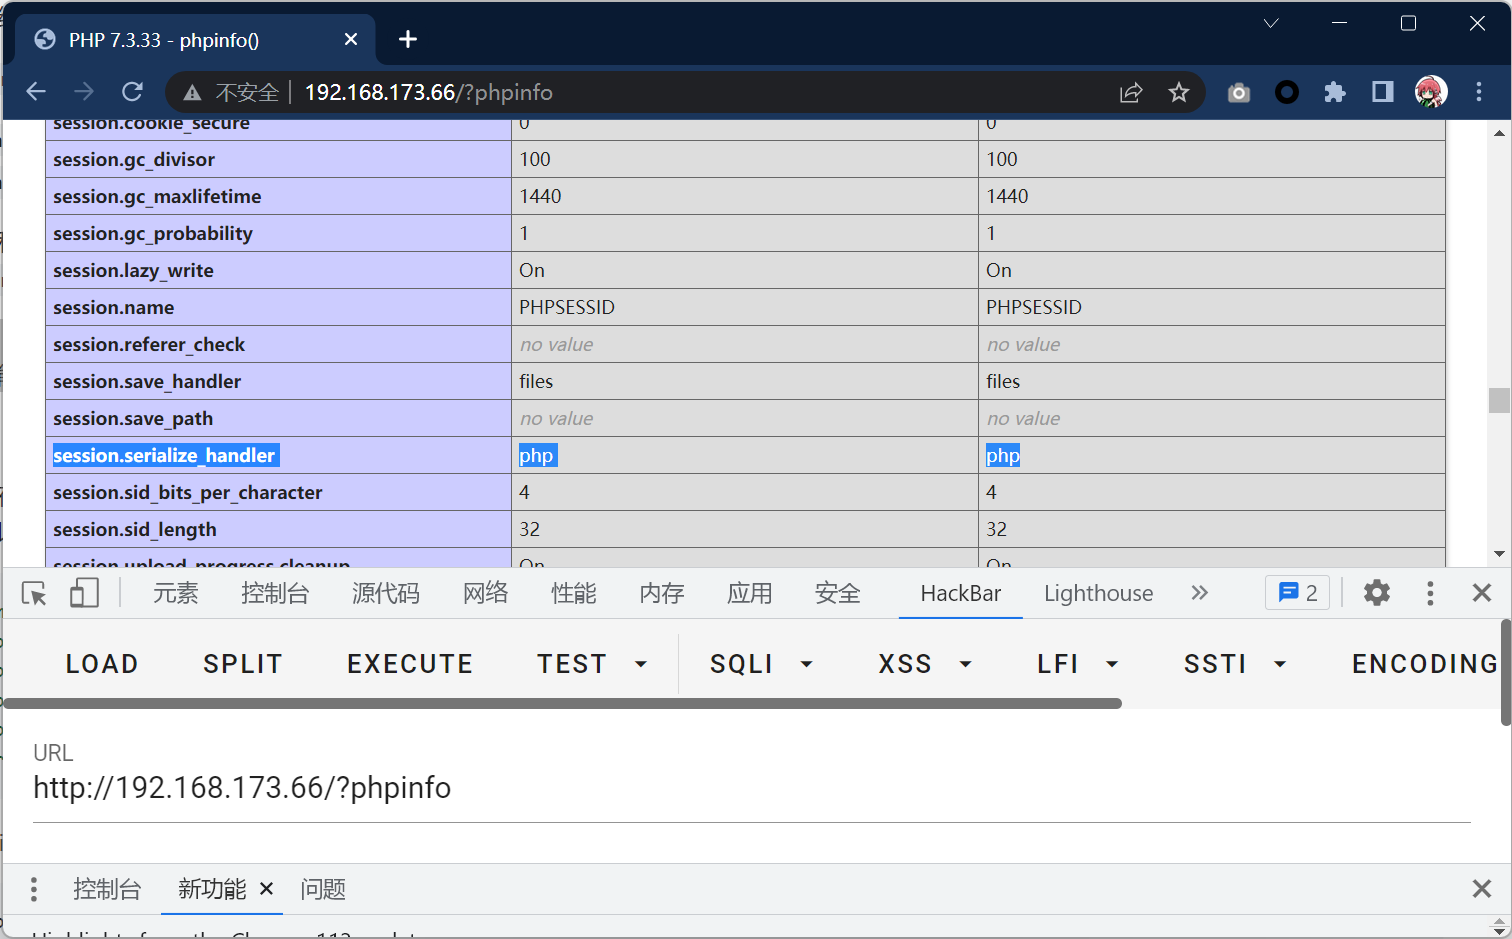 PHP 7.3.33 - phpinfo()
不安全 192.168.173.66/?phpinfo
session.cookie_secure 0 0
session.gc_divisor 100 100
session.gc_maxlifetime 1440 1440
session.gc_probability 1 1
session.lazy_write On On
session.name PHPSESSID PHPSESSID
session.referer_check no value no value
session.save_handler files files
session.save_path no value no value
session.serialize_handler php php
session.sid_bits_per_character 4 4
session.sid_length 32 32
session.upload_progress.cleanup On On
元素 控制台 源代码 网络 性能 内存 应用 安全 HackBar Lighthouse 2
LOAD SPLIT EXECUTE TEST SQLI XSS LFI SSTI ENCODING
URL
http://192.168.173.66/?phpinfo
控制台 新功能 问题
Highlights from the Chrome 113 update